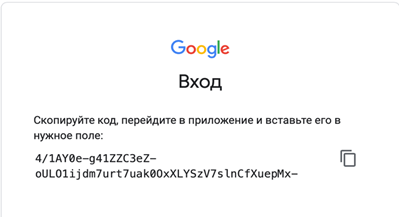 Google
Вход
Скопируйте код, перейдите в приложение и вставьте его в
нужное поле:
4/1AY0e-g41ZZC3eZ-
oULO1ijdm7urt7uak0OxXLYSzV7slnCfXuepMx-